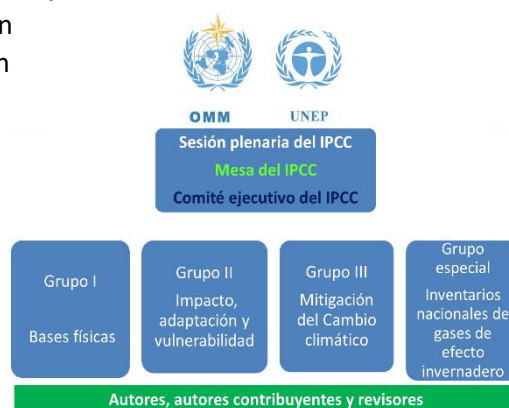 n
n
OMM
UNEP
Sesión plenaria del IPCC
Mesa del IPCC
Comité ejecutivo del IPCC
Grupo I
Bases físicas
Grupo II
Impacto,
adaptación y
vulnerabilidad
Grupo III
Mitigación
del Cambio
climático
Grupo
especial
Inventarios
nacionales de
gases de
efecto
invernadero
Autores, autores contribuyentes y revisores